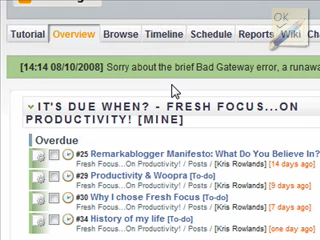 OK
Tutorial Overview Browse Timeline Schedule Reports Wiki Cha
[14:14 08/10/2008] Sorry about the brief Bad Gateway error, a runawa
IT'S DUE WHEN? - FRESH FOCUS...ON
PRODUCTIVITY! [MINE]
Overdue
#25 Remarkablogger Manifesto: What Do You Believe In?
Fresh Focus...On Productivity! / Posts / [Kris Rowlands] [14 days ago]
#29 Productivity & Woopra [To-do]
Fresh Focus...On Productivity! / Posts / [Kris Rowlands] [9 days ago]
#30 Why I chose Fresh Focus [To-do]
Fresh Focus...On Productivity! / Posts / [Kris Rowlands] [7 days ago]
#34 History of my life [To-do]
Fresh Focus...On Productivity! / Posts / [Kris Rowlands] [one day ago]